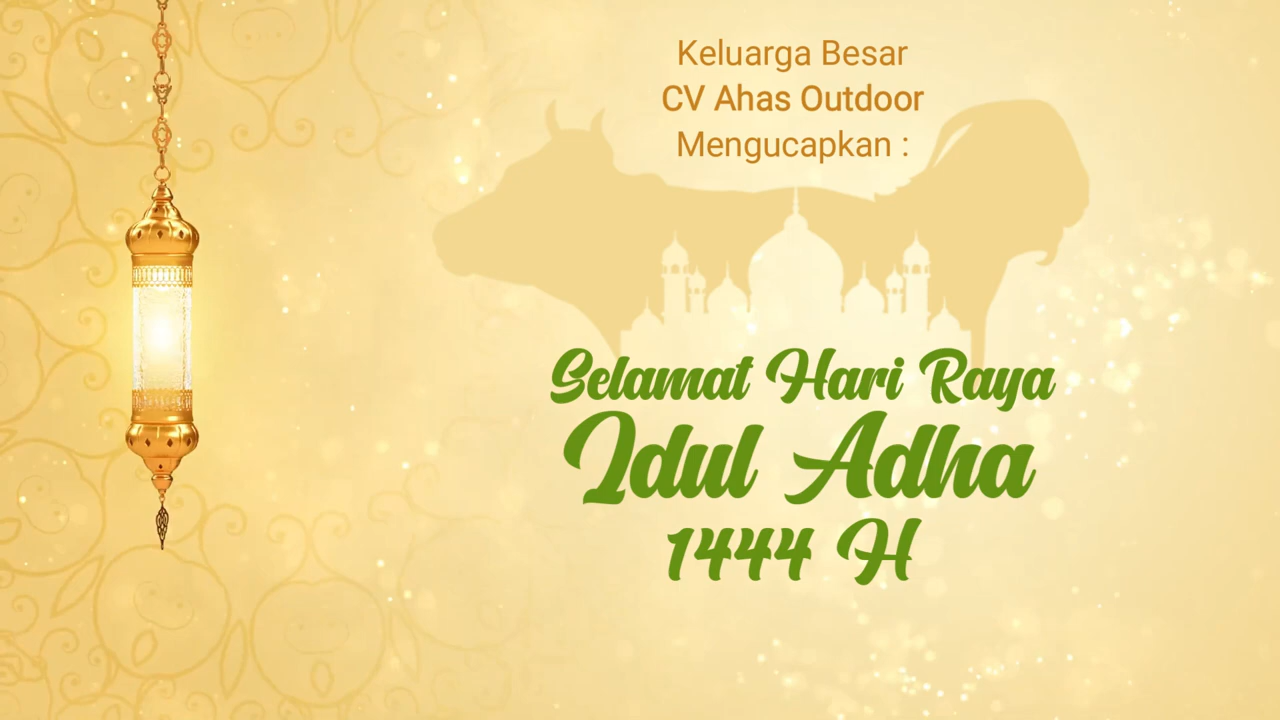 Keluarga Besar
CV Ahas Outdoor
Mengucapkan :
Selamat Hari Raya
Idul Adha
1444 H